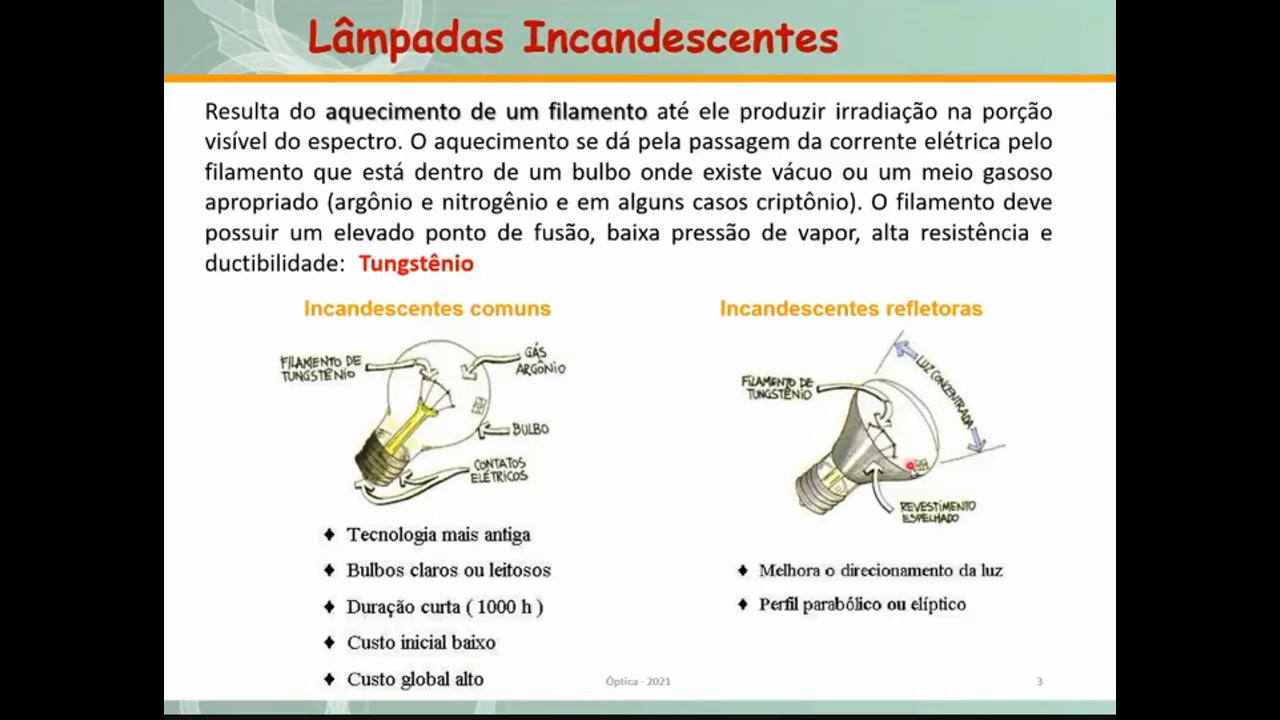 Lâmpadas Incandescentes
Resulta do aquecimento de um filamento até ele produzir irradiação na porção
visível do espectro. O aquecimento se dá pela passagem da corrente elétrica pelo
filamento que está dentro de um bulbo onde existe vácuo ou um meio gasoso
apropriado (argônio e nitrogênio e em alguns casos criptônio). O filamento deve
possuir um elevado ponto de fusão, baixa pressão de vapor, alta resistência e
ductibilidade: Tungstênio
Incandescentes comuns
FILAMENTO DE
TUNGSTÊNIO
GÁS
ARGÔNIO
BULBO
CONTATOS
ELÉTRICOS
♦ Tecnologia mais antiga
♦ Bulbos claros ou leitosos
♦ Duração curta ( 1000 h )
♦ Custo inicial baixo
♦ Custo global alto
Incandescentes refletoras
FILAMENTO DE
TUNGSTÊNIO
LUZ CONCENTRADA
REVESTIMENTO
ESPELHADO
♦ Melhora o direcionamento da luz
♦ Perfil parabólico ou elíptico
Óptica - 2021
3